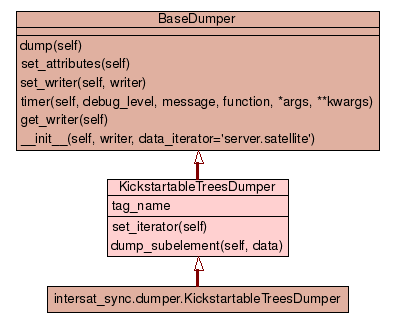 BaseDumper
dump(self)
set_attributes(self)
set_writer(self, writer)
timer(self, debug_level, message, function, *args, **kwargs)
get_writer(self)
__init__(self, writer, data_iterator='server.satellite')
KickstartableTreesDumper
tag_name
set_iterator(self)
dump_subelement(self, data)
intersat_sync.dumper.KickstartableTreesDumper